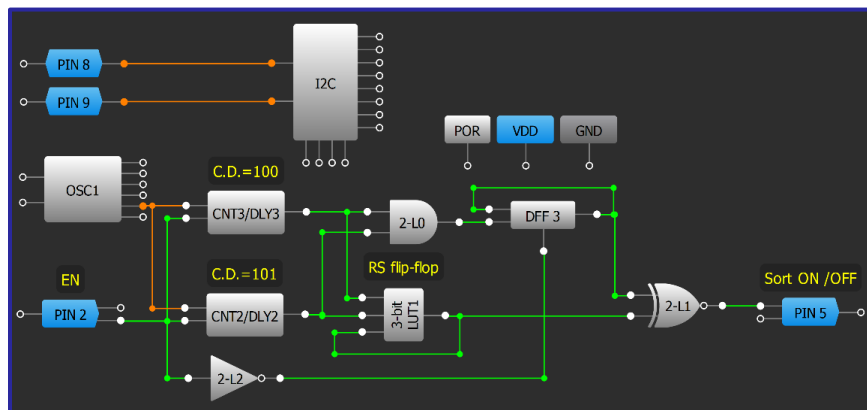 PIN 8
PIN 9
I2C
POR
VDD
GND
OSC1
C.D.=100
CNT3/DLY3
2-L0
DFF 3
EN
PIN 2
C.D.=101
CNT2/DLY2
RS flip-flop
3-bit
LUT1
2-L1
Sort ON /OFF
PIN 5
2-L2